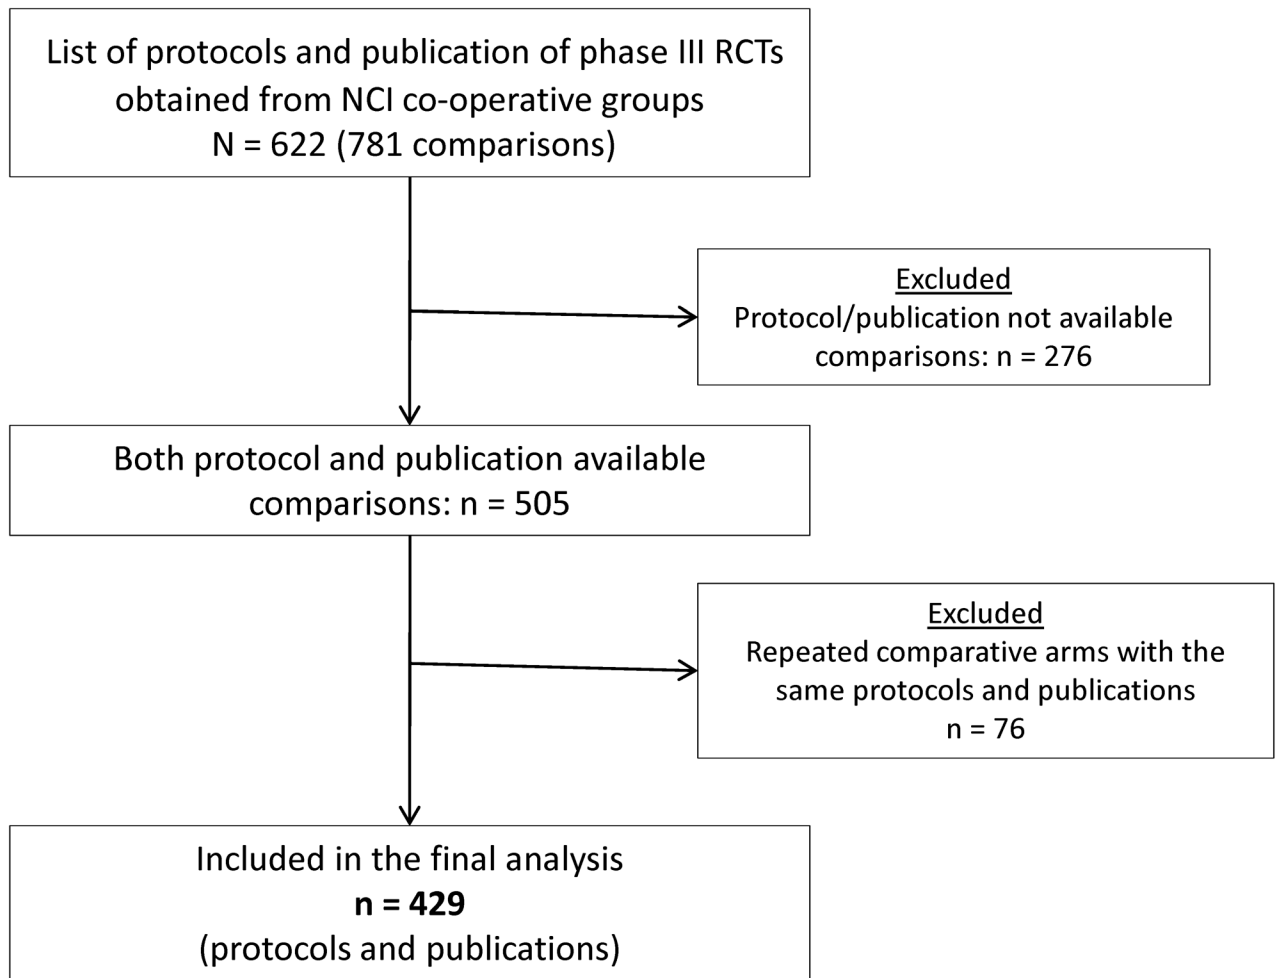 List of protocols and publication of phase III RCTs
obtained from NCI co-operative groups
N = 622 (781 comparisons)
Excluded
Protocol/publication not available
comparisons: n = 276
Both protocol and publication available
comparisons: n = 505
Excluded
Repeated comparative arms with the
same protocols and publications
n = 76
Included in the final analysis
n = 429
(protocols and publications)